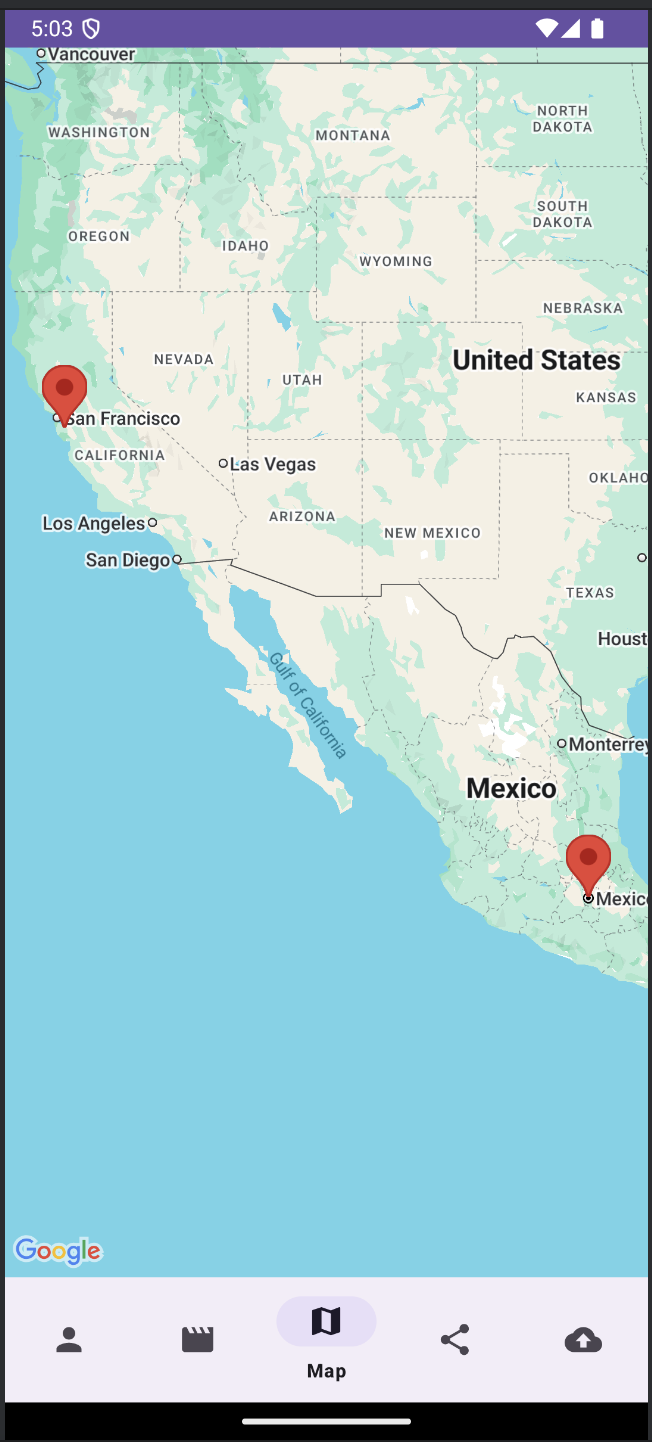 5:03
Vancouver
WASHINGTON
MONTANA
NORTH
DAKOTA
OREGON
IDAHO
SOUTH
DAKOTA
WYOMING
NEBRASKA
NEVADA
UTAH
United States
KANSAS
San Francisco
CALIFORNIA
Las Vegas
OKLAHO
Los Angeles
ARIZONA
NEW MEXICO
San Diego
TEXAS
Houst
Gulf of California
Monterrey
Mexico
Mexic
Google
Map